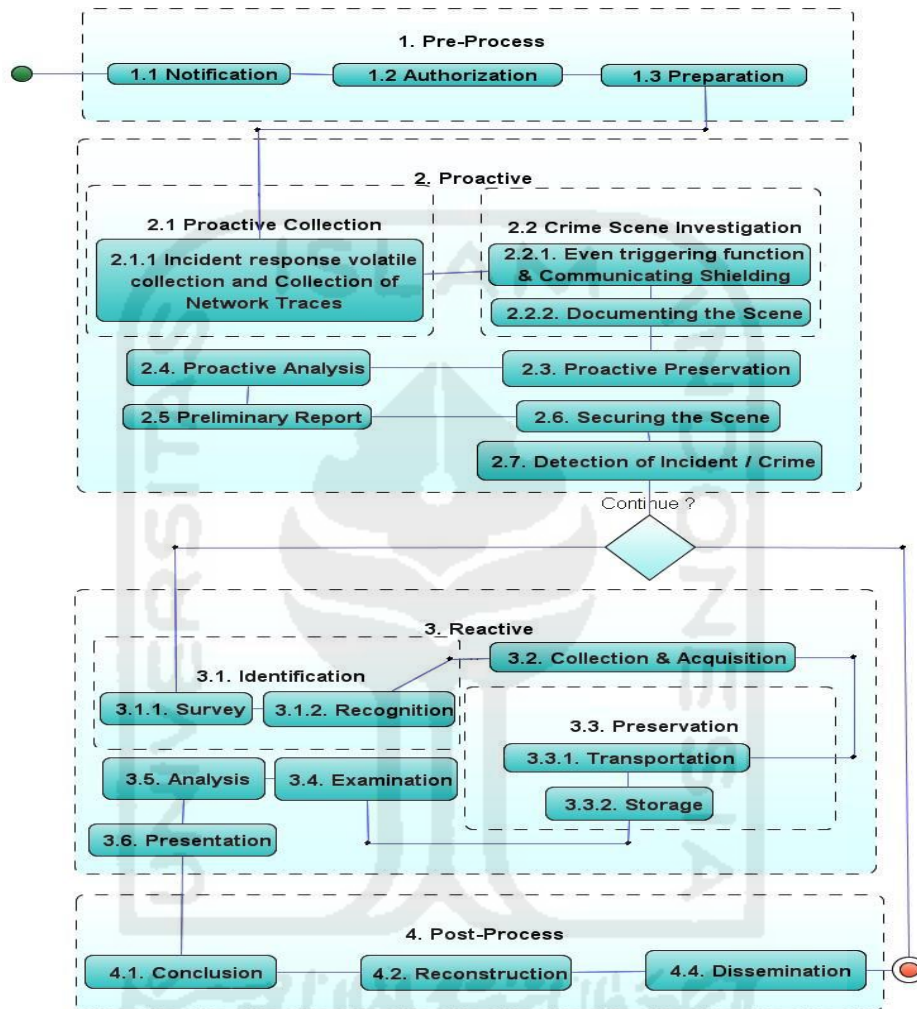 1. Pre-Process
1.1 Notification
1.2 Authorization
1.3 Preparation
2. Proactive
2.1 Proactive Collection
2.1.1 Incident response volatile
collection and Collection of
Network Traces
2.2 Crime Scene Investigation
2.2.1. Even triggering function
& Communicating Shielding
2.2.2. Documenting the Scene
2.4. Proactive Analysis
2.3. Proactive Preservation
2.5 Preliminary Report
2.6. Securing the Scene
2.7. Detection of Incident / Crime
Continue ?
3. Reactive
3.1. Identification
3.1.1. Survey
3.1.2. Recognition
3.2. Collection & Acquisition
3.3. Preservation
3.3.1. Transportation
3.3.2. Storage
3.5. Analysis
3.4. Examination
3.6. Presentation
4. Post-Process
4.1. Conclusion
4.2. Reconstruction
4.4. Dissemination
ISLAM
UNIVERSITAS
INDONESIA